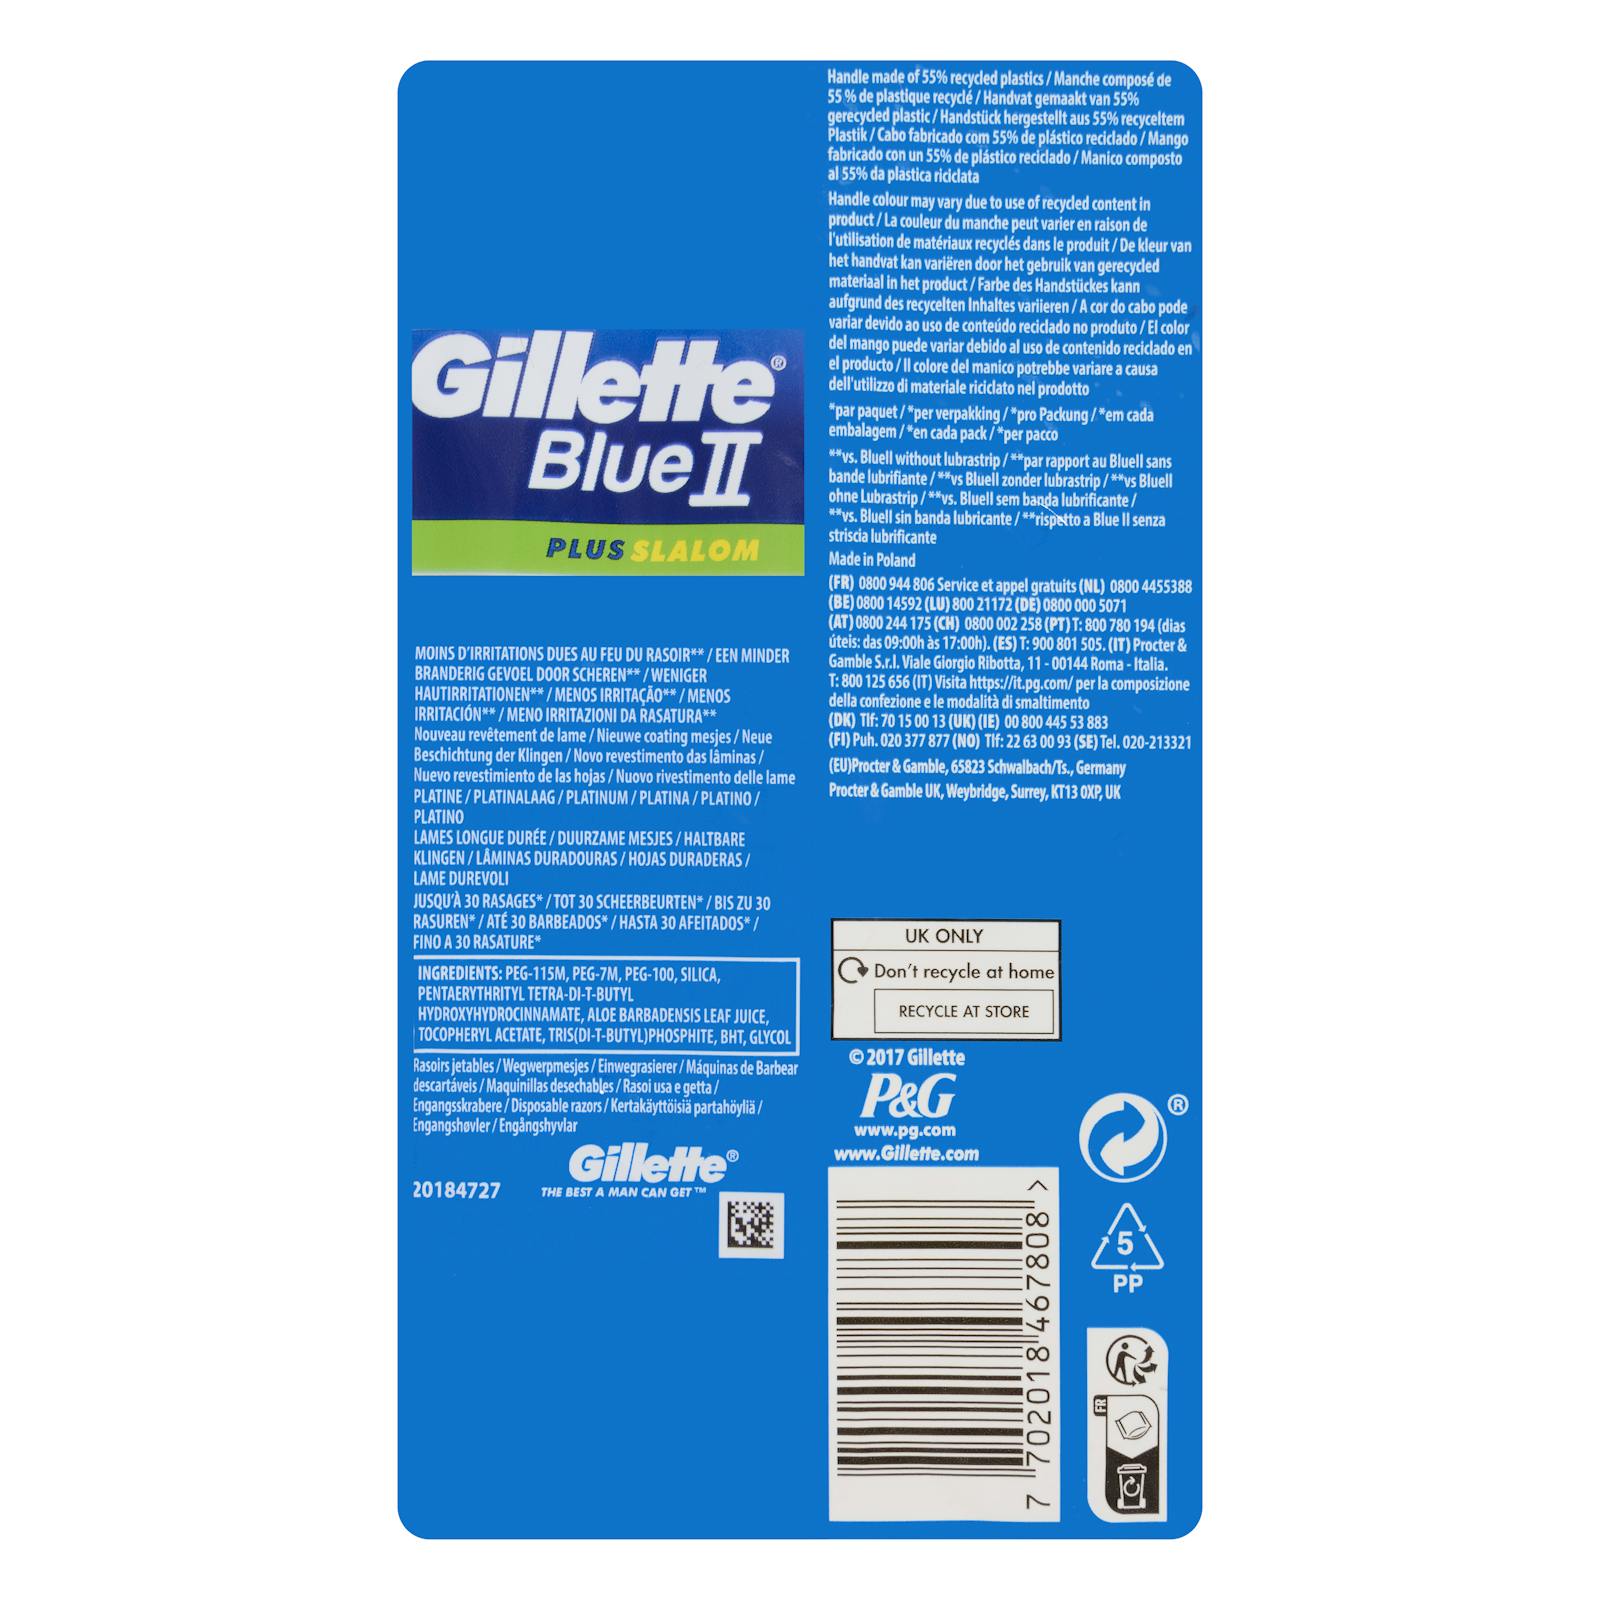 Gillette®
Blue II
PLUS SLALOM
MOINS D'IRRITATIONS DUES AU FEU DU RASOIR** / EEN MINDER
BRANDERIG GEVOEL DOOR SCHEREN** / WENIGER
HAUTIRRITATIONEN** / MENOS IRRITAÇÃO** / MENOS
IRRITACIÓN** / MENO IRRITAZIONI DA RASATURA**
Nouveau revêtement de lame / Nieuwe coating mesjes / Neue
Beschichtung der Klingen / Novo revestimento das lâminas /
Nuevo revestimiento de las hojas / Nuovo rivestimento delle lame
PLATINE / PLATINALAAG / PLATINUM / PLATINA / PLATINO /
PLATINO
LAMES LONGUE DURÉE / DUURZAME MESJES / HALTBARE
KLINGEN / LÂMINAS DURADOURAS / HOJAS DURADERAS /
LAME DUREVOLI
JUSQU'À 30 RASAGES* / TOT 30 SCHEERBEURTEN* / BIS ZU 30
RASUREN* / ATÉ 30 BARBEADOS* / HASTA 30 AFEITADOS* /
FINO A 30 RASATURE*
INGREDIENTS: PEG-115M, PEG-7M, PEG-100, SILICA,
PENTAERYTHRITYL TETRA-DI-T-BUTYL
HYDROXYHYDROCINNAMATE, ALOE BARBADENSIS LEAF JUICE,
TOCOPHERYL ACETATE, TRIS(DI-T-BUTYL)PHOSPHITE, BHT, GLYCOL
Rasoirs jetables / Wegwerpmesjes / Einwegrasierer / Máquinas de Barbear
descartáveis / Maquinillas desechables / Rasoi usa e getta /
Engangsskrabere / Disposable razors / Kertakäyttöisiä partahöyliä /
Engangshøvler / Engångshyvlar
Gillette®
THE BEST A MAN CAN GET™
20184727
Handle made of 55% recycled plastics / Manche composé de
55 % de plastique recyclé / Handvat gemaakt van 55%
gerecycled plastic / Handstück hergestellt aus 55% recyceltem
Plastik / Cabo fabricado com 55% de plástico reciclado / Mango
fabricado con un 55% de plástico reciclado / Manico composto
al 55% da plastica riciclata
Handle colour may vary due to use of recycled content in
product / La couleur du manche peut varier en raison de
l'utilisation de matériaux recyclés dans le produit / De kleur van
het handvat kan variëren door het gebruik van gerecycled
materiaal in het product / Farbe des Handstückes kann
aufgrund des recycelten Inhaltes variieren / A cor do cabo pode
variar devido ao uso de conteúdo reciclado no produto / El color
del mango puede variar debido al uso de contenido reciclado en
el producto / Il colore del manico potrebbe variare a causa
dell'utilizzo di materiale riciclato nel prodotto
*par paquet / *per verpakking / *pro Packung / *em cada
embalagem / *en cada pack / *per pacco
**vs. BlueII without lubrastrip / **par rapport au BlueII sans
bande lubrifiante / **vs BlueII zonder lubrastrip / **vs BlueII
ohne Lubrastrip / **vs. BlueII sem banda lubrificante /
**vs. BlueII sin banda lubricante / **rispetto a Blue II senza
striscia lubrificante
Made in Poland
(FR) 0800 944 806 Service et appel gratuits (NL) 0800 4455388
(BE) 0800 14592 (LU) 800 21172 (DE) 0800 000 5071
(AT) 0800 244 175 (CH) 0800 002 258 (PT) T: 800 780 194 (dias
úteis: das 09:00h às 17:00h). (ES) T: 900 801 505. (IT) Procter &
Gamble S.r.l. Viale Giorgio Ribotta, 11 - 00144 Roma - Italia.
T: 800 125 656 (IT) Visita https://it.pg.com/ per la composizione
della confezione e le modalità di smaltimento
(DK) Tlf: 70 15 00 13 (UK) (IE) 00 800 445 53 883
(FI) Puh. 020 377 877 (NO) Tlf: 22 63 00 93 (SE) Tel. 020-213321
(EU)Procter & Gamble, 65823 Schwalbach/Ts., Germany
Procter & Gamble UK, Weybridge, Surrey, KT13 0XP, UK
UK ONLY
Don't recycle at home
RECYCLE AT STORE
© 2017 Gillette
P&G
www.pg.com
www.Gillette.com
®
5
PP
FR
7 702018 467808 >